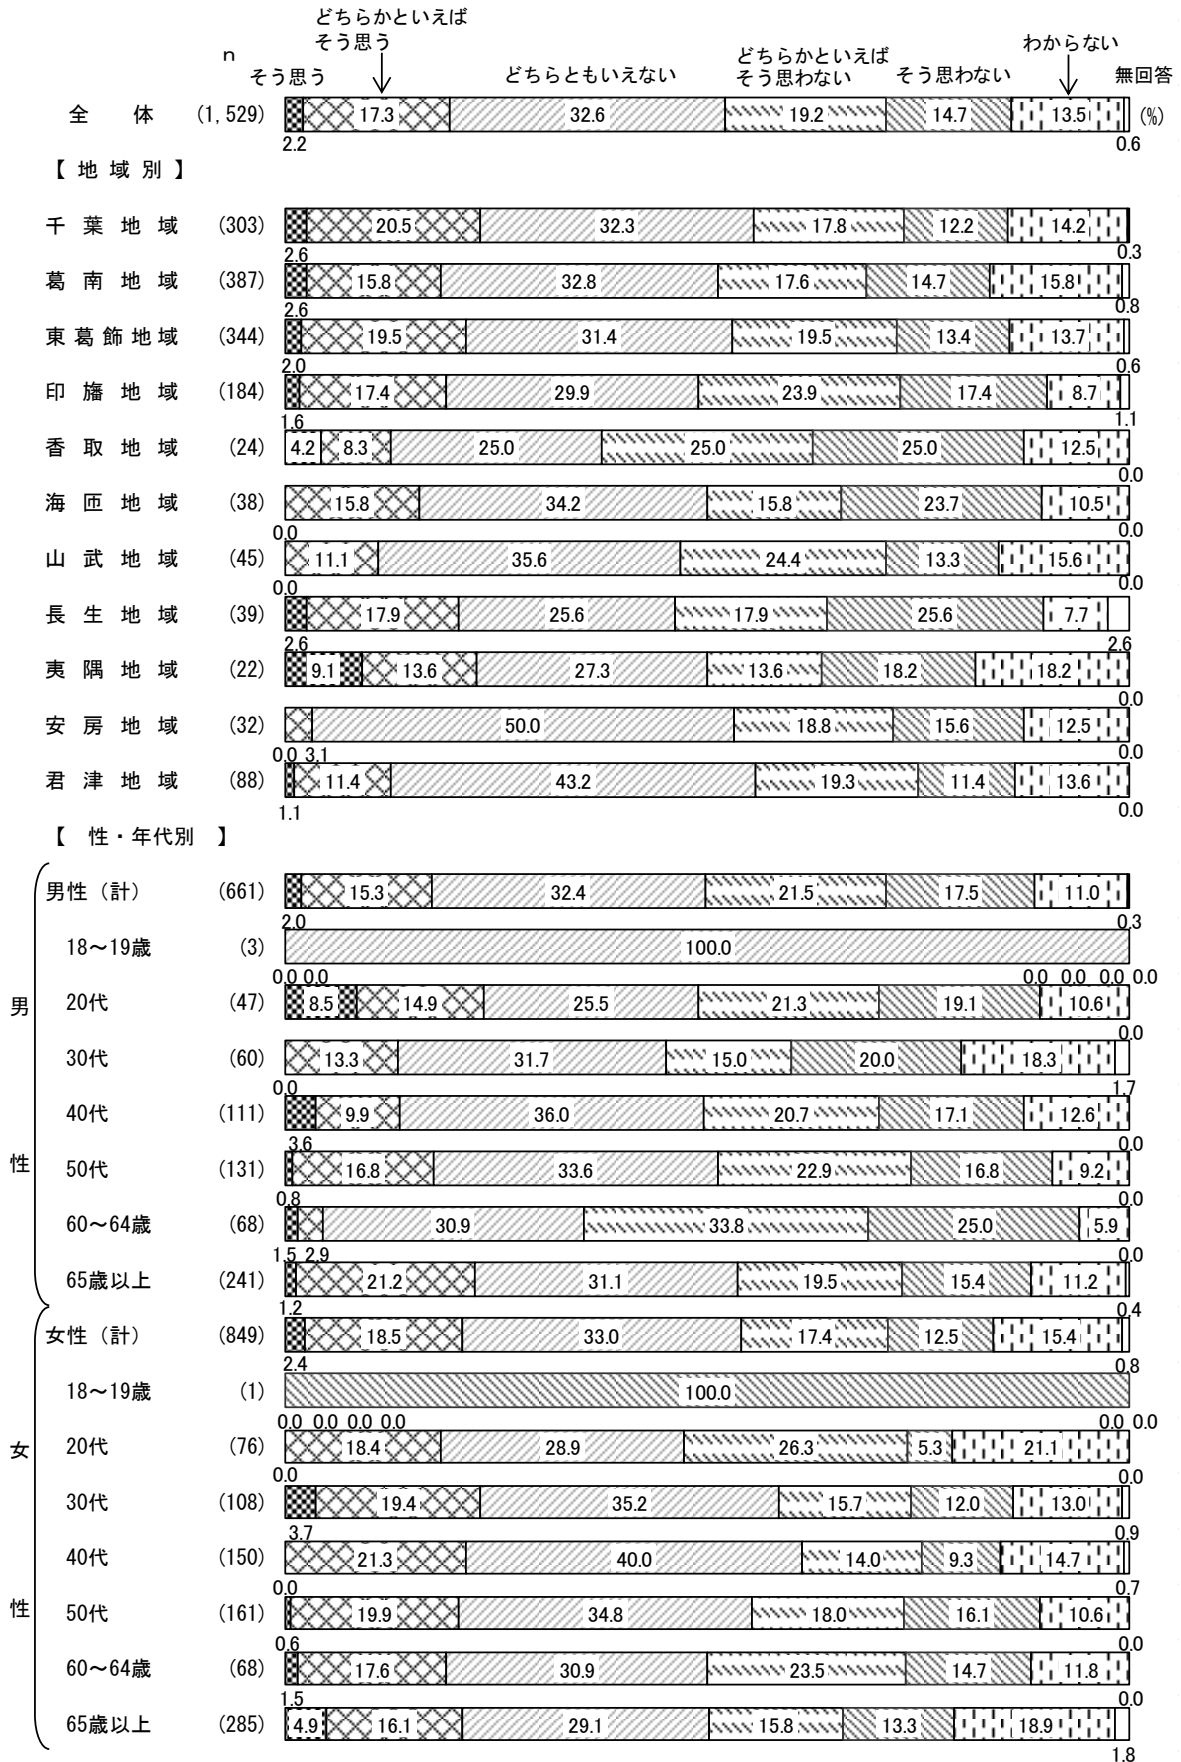 どちらかといえば
そう思う
n
そう思う
どちらともいえない
どちらかといえば
そう思わない
そう思わない
わからない
無回答
全　体 (1,529) 17.3 32.6 19.2 14.7 13.5 (%)
2.2 0.6
【地域別】
千葉地域 (303) 20.5 32.3 17.8 12.2 14.2
2.6 0.3
葛南地域 (387) 15.8 32.8 17.6 14.7 15.8
2.6 0.8
東葛飾地域 (344) 19.5 31.4 19.5 13.4 13.7
2.0 0.6
印旛地域 (184) 17.4 29.9 23.9 17.4 8.7
1.6 1.1
香取地域 (24) 4.2 8.3 25.0 25.0 25.0 12.5
0.0
海匝地域 (38) 15.8 34.2 15.8 23.7 10.5
0.0 0.0
山武地域 (45) 11.1 35.6 24.4 13.3 15.6
0.0 0.0
長生地域 (39) 17.9 25.6 17.9 25.6 7.7
2.6 2.6
夷隅地域 (22) 9.1 13.6 27.3 13.6 18.2 18.2
0.0
安房地域 (32) 50.0 18.8 15.6 12.5
0.0 3.1 0.0
君津地域 (88) 11.4 43.2 19.3 11.4 13.6
1.1 0.0
【 性・年代別 】
男性（計） (661) 15.3 32.4 21.5 17.5 11.0
2.0 0.3
18～19歳 (3) 100.0
0.0 0.0 0.0 0.0 0.0 0.0
男
20代 (47) 8.5 14.9 25.5 21.3 19.1 10.6
0.0
30代 (60) 13.3 31.7 15.0 20.0 18.3
0.0 1.7
40代 (111) 9.9 36.0 20.7 17.1 12.6
3.6 0.0
性
50代 (131) 16.8 33.6 22.9 16.8 9.2
0.8 0.0
60～64歳 (68) 30.9 33.8 25.0 5.9
1.5 2.9 0.0
65歳以上 (241) 21.2 31.1 19.5 15.4 11.2
1.2 0.4
女性（計） (849) 18.5 33.0 17.4 12.5 15.4
2.4 0.8
18～19歳 (1) 100.0
0.0 0.0 0.0 0.0 0.0 0.0
女
20代 (76) 18.4 28.9 26.3 5.3 21.1
0.0 0.0
30代 (108) 19.4 35.2 15.7 12.0 13.0
3.7 0.9
40代 (150) 21.3 40.0 14.0 9.3 14.7
0.0 0.7
性
50代 (161) 19.9 34.8 18.0 16.1 10.6
0.6 0.0
60～64歳 (68) 17.6 30.9 23.5 14.7 11.8
1.5 0.0
65歳以上 (285) 4.9 16.1 29.1 15.8 13.3 18.9
1.8